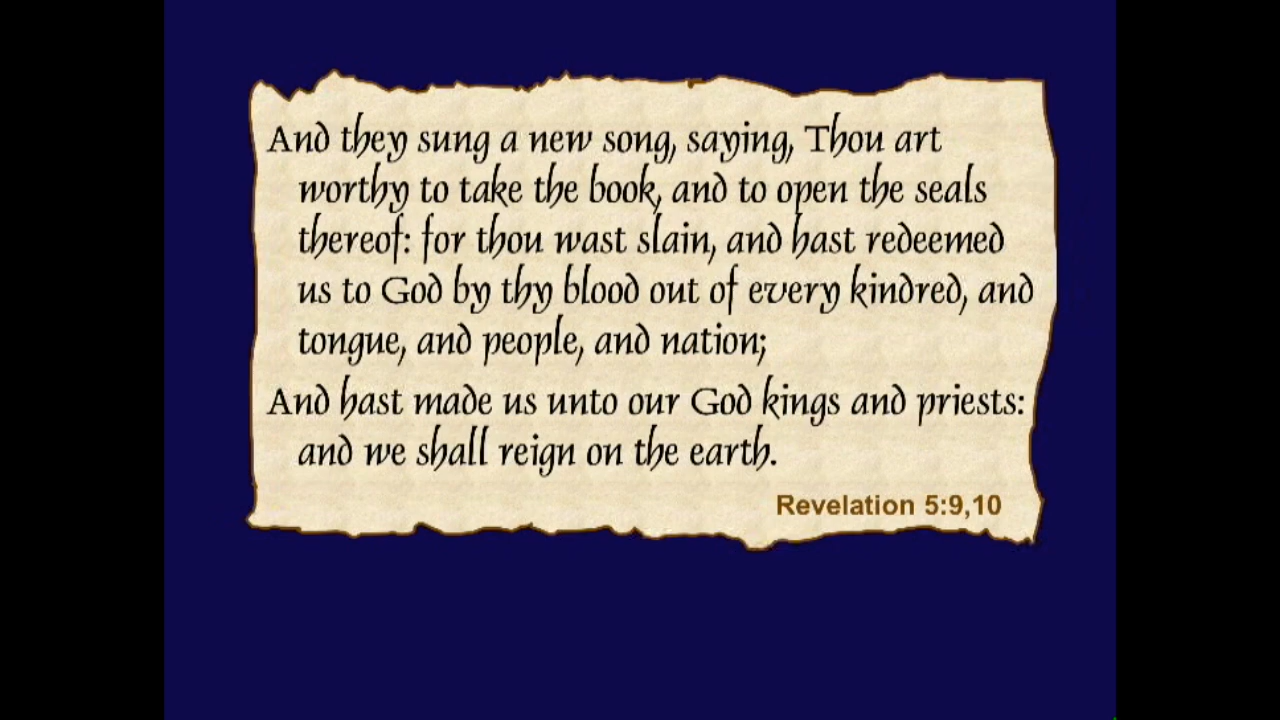 And they sung a new song, saying, Thou art
worthy to take the book, and to open the seals
thereof: for thou wast slain, and hast redeemed
us to God by thy blood out of every kindred, and
tongue, and people, and nation;
And hast made us unto our God kings and priests:
and we shall reign on the earth.
Revelation 5:9,10